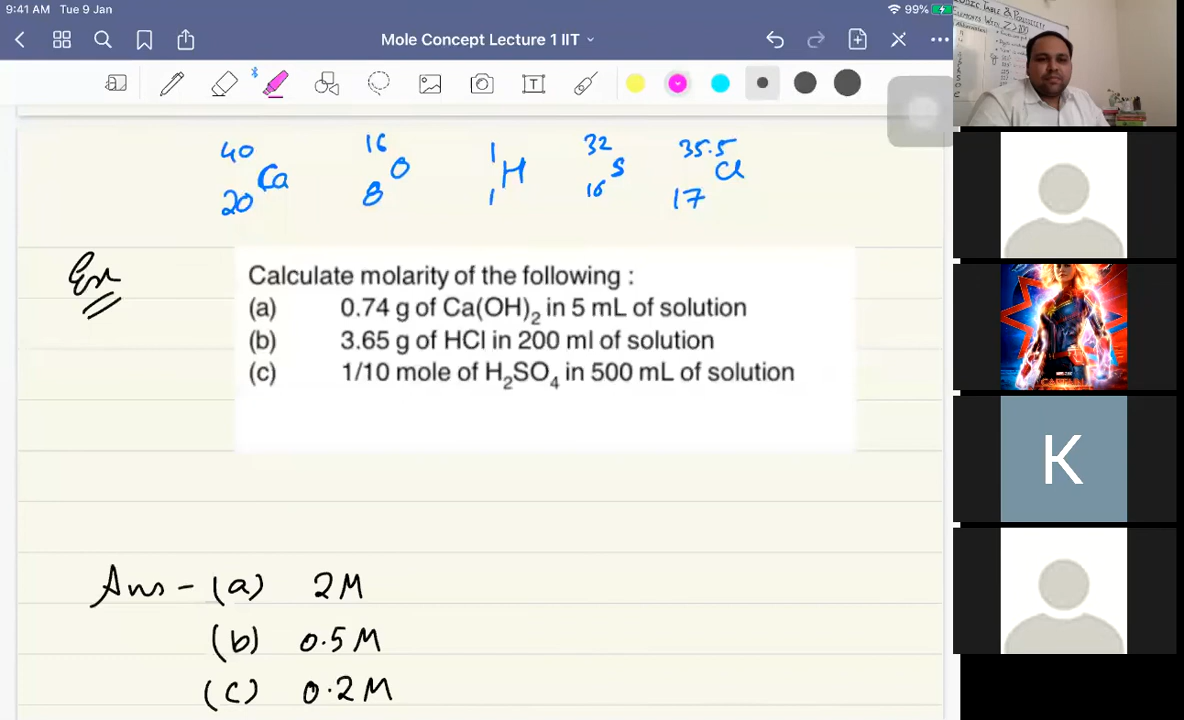 9:41 AM Tue 9 Jan
99%
Mole Concept Lecture 1 IIT
T
40 Ca 20
16 O 8
1 H 1
32 S 16
35.5 Cl 17
Ex
Calculate molarity of the following :
(a) 0.74 g of Ca(OH)₂ in 5 mL of solution
(b) 3.65 g of HCl in 200 ml of solution
(c) 1/10 mole of H₂SO₄ in 500 mL of solution
Ans - (a) 2M
(b) 0.5M
(c) 0.2M
K